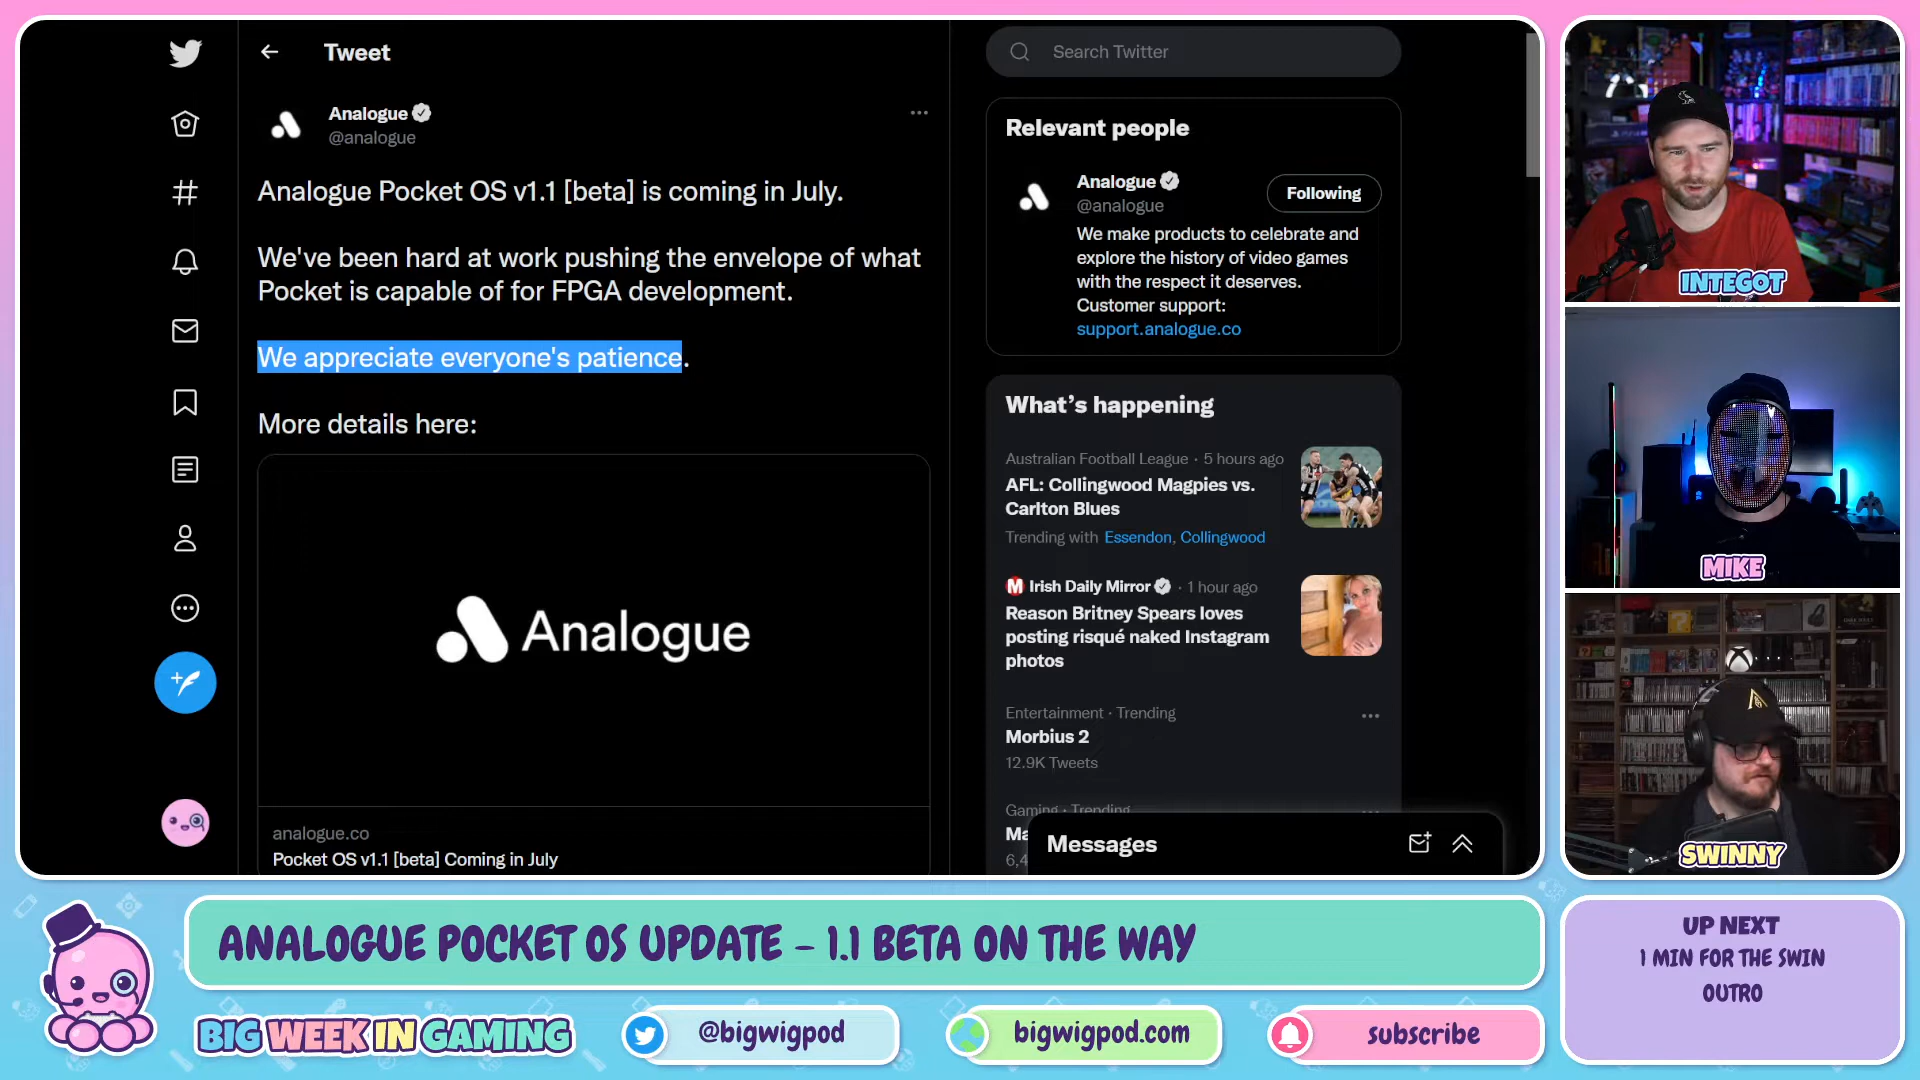 Tweet
Analogue
@analogue
Analogue Pocket OS v1.1 [beta] is coming in July.
We've been hard at work pushing the envelope of what
Pocket is capable of for FPGA development.
We appreciate everyone's patience.
More details here:
Analogue
analogue.co
Pocket OS v1.1 [beta] Coming in July
Search Twitter
Relevant people
Analogue
Following
@analogue
We make products to celebrate and
explore the history of video games
with the respect it deserves.
Customer support:
support.analogue.co
What's happening
Australian Football League · 5 hours ago
AFL: Collingwood Magpies vs.
Carlton Blues
Trending with Essendon, Collingwood
Irish Daily Mirror · 1 hour ago
Reason Britney Spears loves
posting risqué naked Instagram
photos
Entertainment · Trending
Morbius 2
12.9K Tweets
Gaming · Trending
Messages
INTEGOT
MIKE
SWINNY
ANALOGUE POCKET OS UPDATE - 1.1 BETA ON THE WAY
UP NEXT
1 MIN FOR THE SWIN
OUTRO
BIG WEEK IN GAMING
@bigwigpod
bigwigpod.com
subscribe